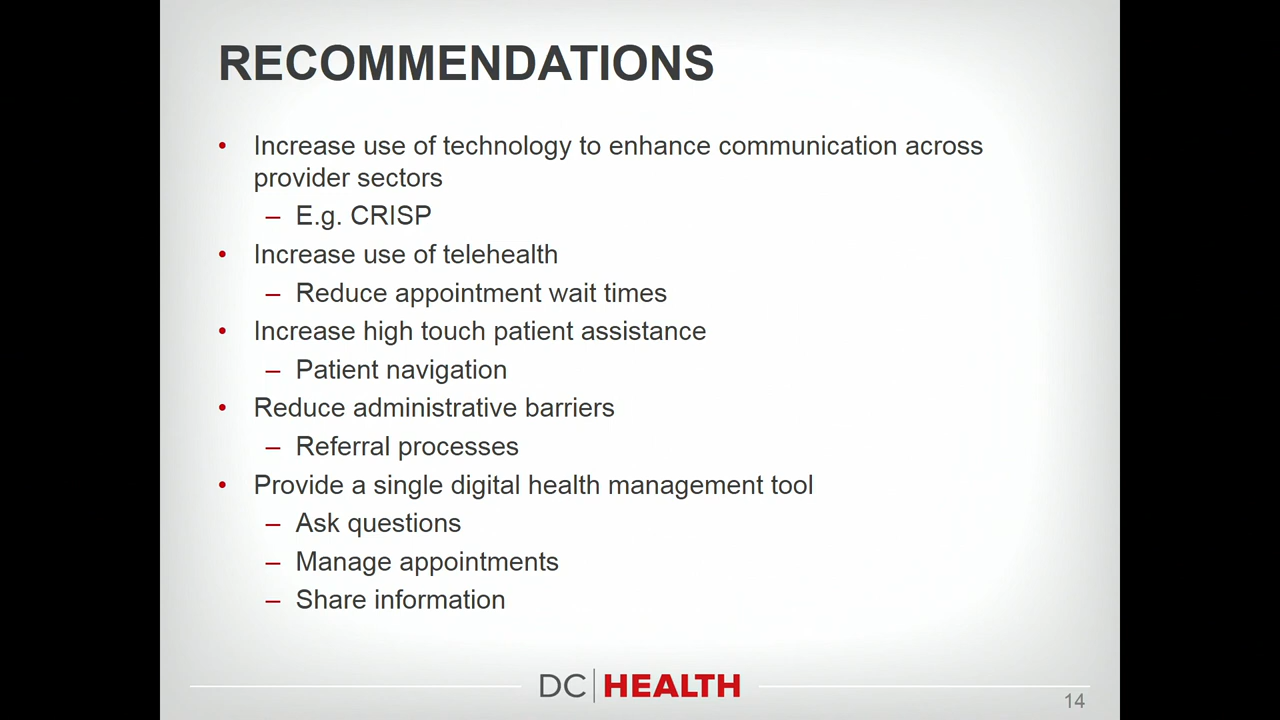 RECOMMENDATIONS
• Increase use of technology to enhance communication across
provider sectors
– E.g. CRISP
• Increase use of telehealth
– Reduce appointment wait times
• Increase high touch patient assistance
– Patient navigation
• Reduce administrative barriers
– Referral processes
• Provide a single digital health management tool
– Ask questions
– Manage appointments
– Share information
DC|HEALTH
14